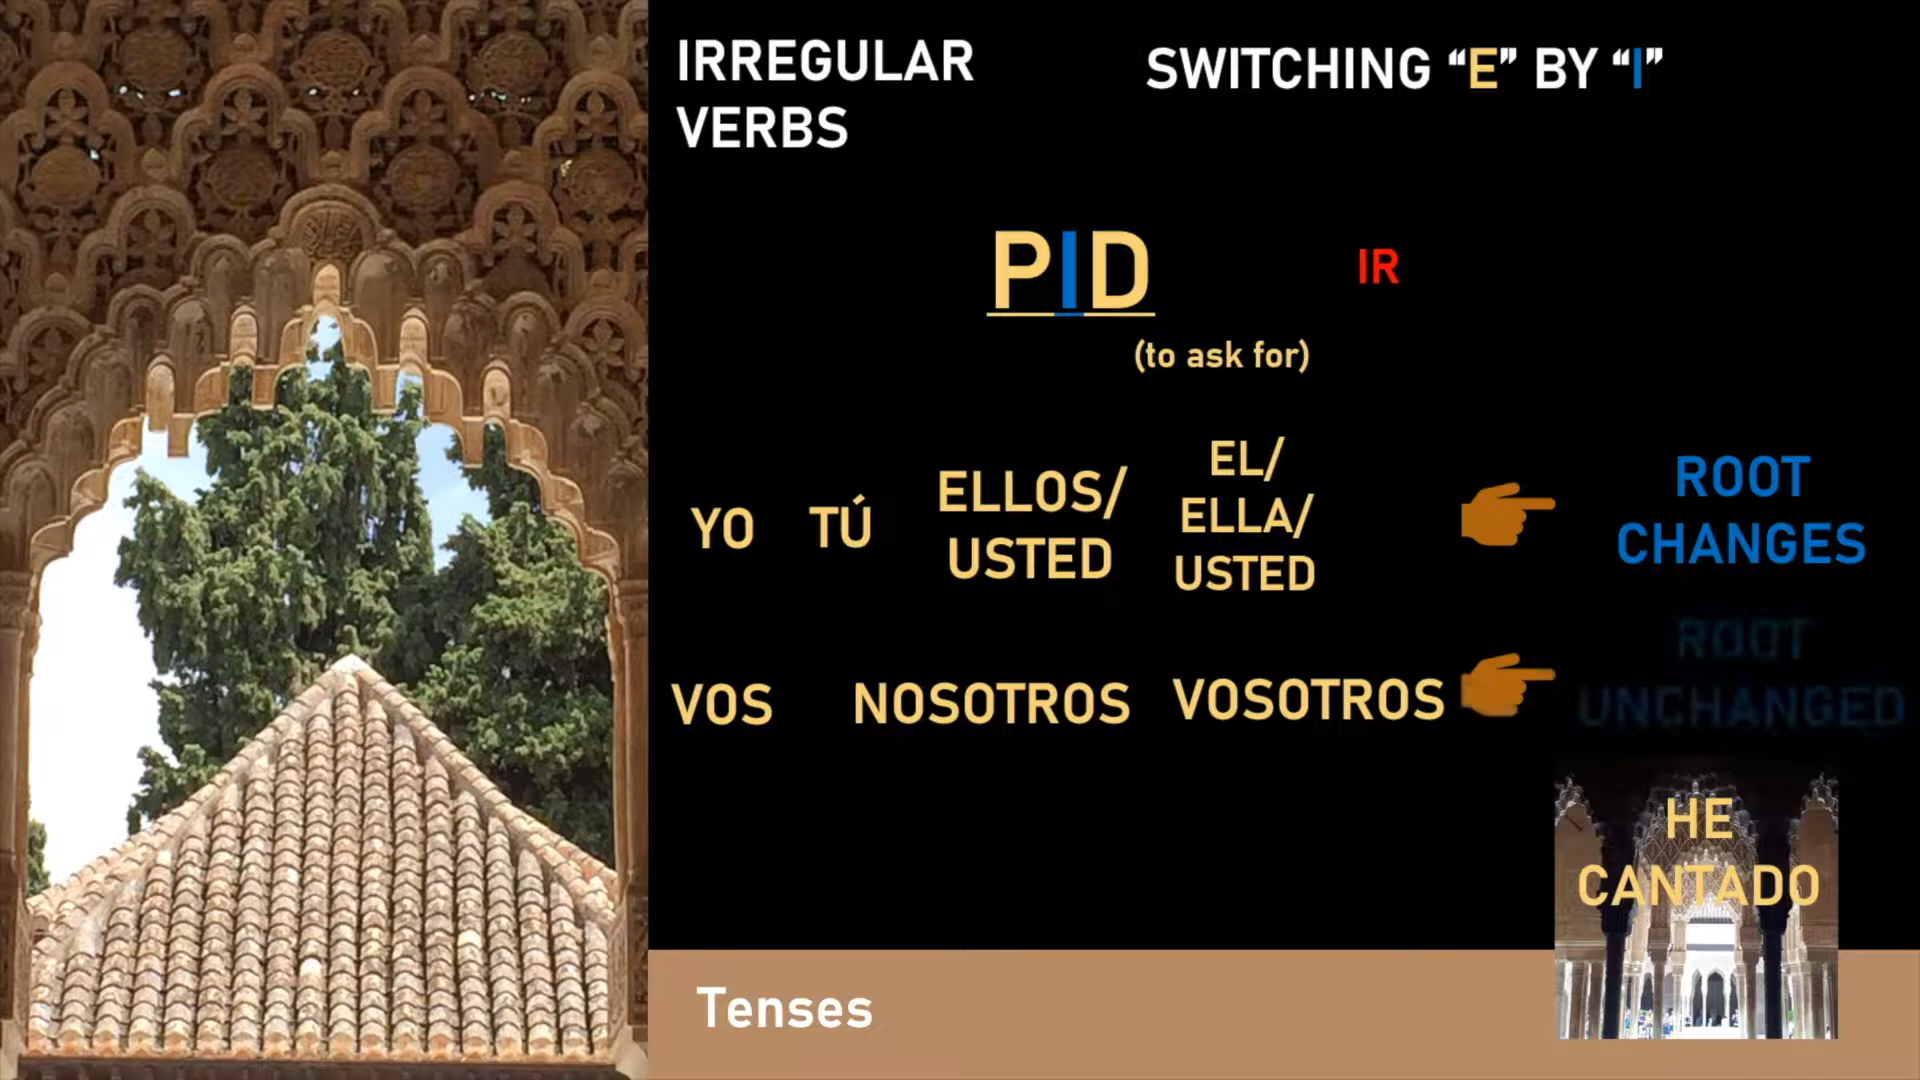 IRREGULAR
VERBS
SWITCHING “E” BY “I”
PID
IR
(to ask for)
YO
TÚ
ELLOS/
USTED
EL/
ELLA/
USTED
ROOT
CHANGES
VOS
NOSOTROS
VOSOTROS
ROOT
UNCHANGED
HE
CANTADO
Tenses